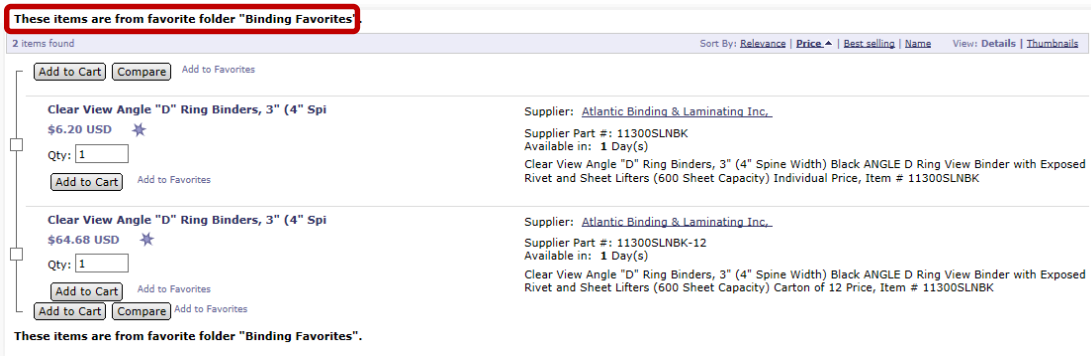 These items are from favorite folder "Binding Favorites".
2 items found Sort By: Relevance | Price | Best selling | Name View: Details | Thumbnails
Add to Cart Compare Add to Favorites
Clear View Angle "D" Ring Binders, 3" (4" Spi
$6.20 USD
Qty: 1
Add to Cart Add to Favorites
Supplier: Atlantic Binding & Laminating Inc,
Supplier Part #: 11300SLNBK
Available in: 1 Day(s)
Clear View Angle "D" Ring Binders, 3" (4" Spine Width) Black ANGLE D Ring View Binder with Exposed
Rivet and Sheet Lifters (600 Sheet Capacity) Individual Price, Item # 11300SLNBK
Clear View Angle "D" Ring Binders, 3" (4" Spi
$64.68 USD
Qty: 1
Add to Cart Add to Favorites
Supplier: Atlantic Binding & Laminating Inc,
Supplier Part #: 11300SLNBK-12
Available in: 1 Day(s)
Clear View Angle "D" Ring Binders, 3" (4" Spine Width) Black ANGLE D Ring View Binder with Exposed
Rivet and Sheet Lifters (600 Sheet Capacity) Carton of 12 Price, Item # 11300SLNBK
Add to Cart Compare Add to Favorites
These items are from favorite folder "Binding Favorites".